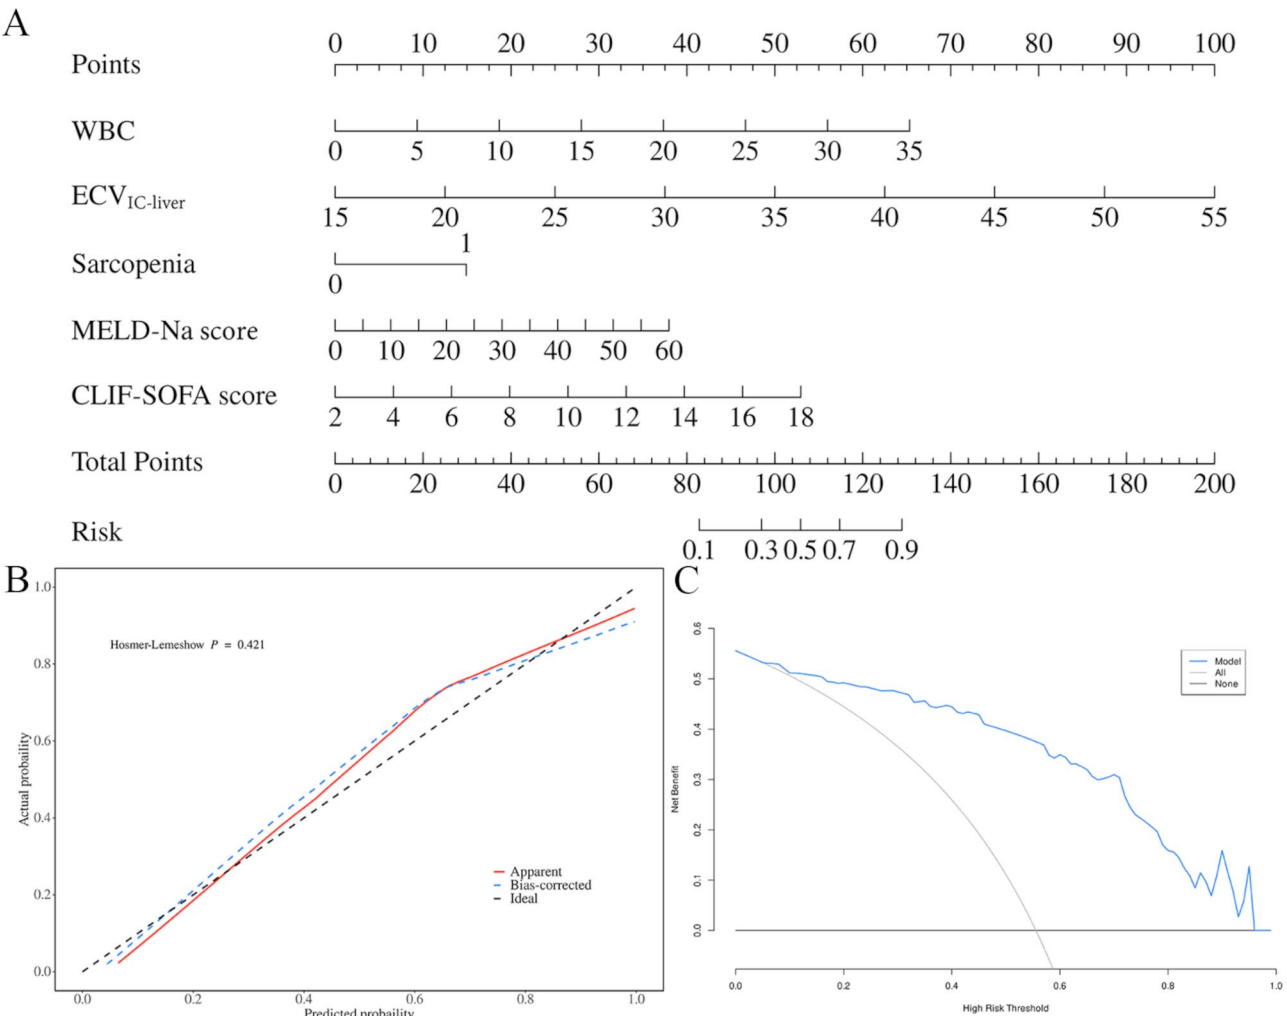 A
Points
0 10 20 30 40 50 60 70 80 90 100
WBC
0 5 10 15 20 25 30 35
ECVIC-liver
15 20 25 30 35 40 45 50 55
Sarcopenia
1
0
MELD-Na score
0 10 20 30 40 50 60
CLIF-SOFA score
2 4 6 8 10 12 14 16 18
Total Points
0 20 40 60 80 100 120 140 160 180 200
Risk
0.1 0.3 0.5 0.7 0.9
B
Hosmer-Lemeshow P = 0.421
Actual probaility
1.0
0.8
0.6
0.4
0.2
0.0
Apparent
Bias-corrected
Ideal
0.0 0.2 0.4 0.6 0.8 1.0
Predicted probaility
C
Net Benefit
0.6
0.5
0.4
0.3
0.2
0.1
0.0
Model
All
None
0.0 0.2 0.4 0.6 0.8 1.0
High Risk Threshold